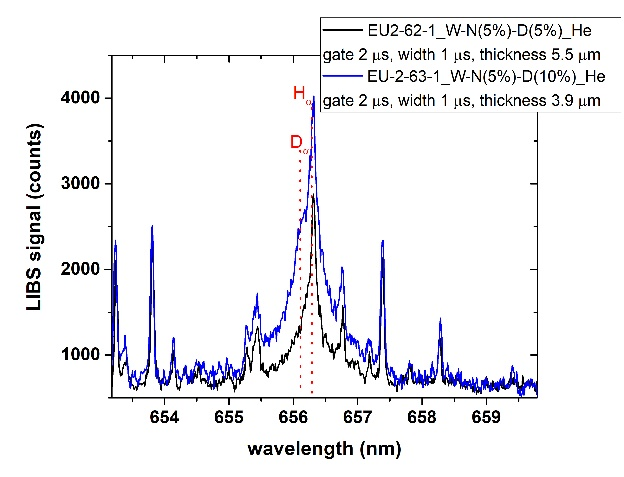 EU2-62-1_W-N(5%)-D(5%)_He
gate 2 μs, width 1 μs, thickness 5.5 μm
EU-2-63-1_W-N(5%)-D(10%)_He
gate 2 μs, width 1 μs, thickness 3.9 μm
4000
3000
2000
1000
Hα
Dα
654
655
656
657
658
659
LIBS signal (counts)
wavelength (nm)